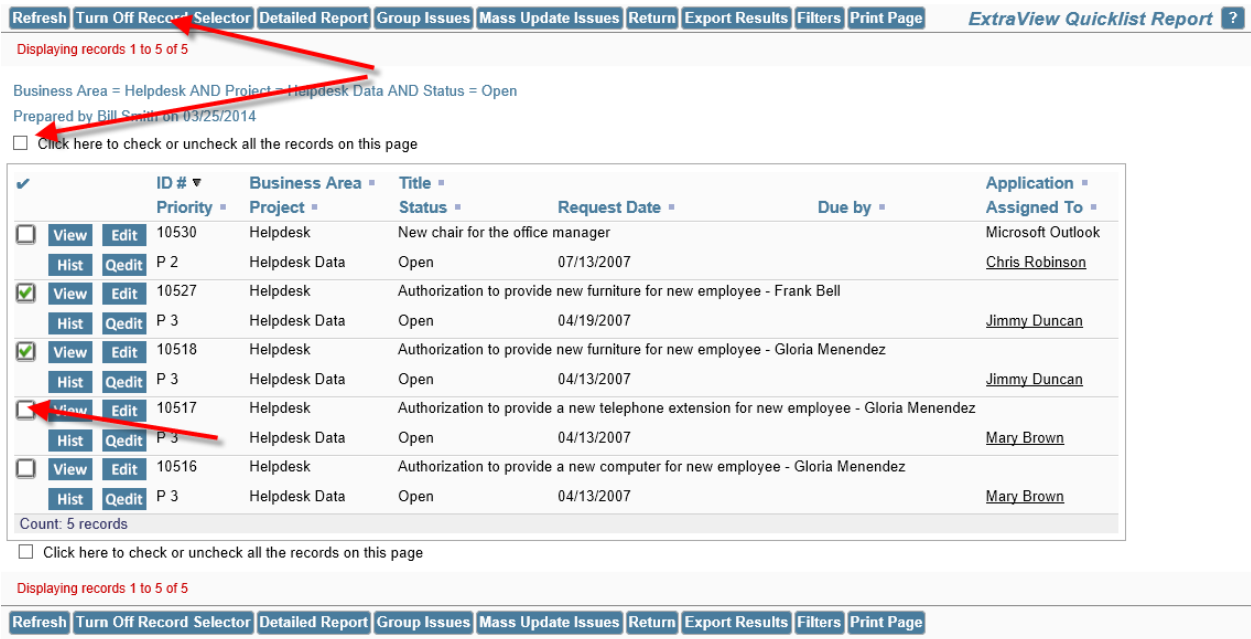 Refresh Turn Off Record Selector Detailed Report Group Issues Mass Update Issues Return Export Results Filters Print Page ExtraView Quicklist Report ?
Displaying records 1 to 5 of 5
Business Area = Helpdesk AND Project = Helpdesk Data AND Status = Open
Prepared by Bill Smith on 03/25/2014
Click here to check or uncheck all the records on this page
ID # Business Area Title Application
Priority Project Status Request Date Due by Assigned To
View Edit 10530 Helpdesk New chair for the office manager Microsoft Outlook
Hist Qedit P 2 Helpdesk Data Open 07/13/2007 Chris Robinson
View Edit 10527 Helpdesk Authorization to provide new furniture for new employee - Frank Bell
Hist Qedit P 3 Helpdesk Data Open 04/19/2007 Jimmy Duncan
View Edit 10518 Helpdesk Authorization to provide new furniture for new employee - Gloria Menendez
Hist Qedit P 3 Helpdesk Data Open 04/13/2007 Jimmy Duncan
View Edit 10517 Helpdesk Authorization to provide a new telephone extension for new employee - Gloria Menendez
Hist Qedit P 3 Helpdesk Data Open 04/13/2007 Mary Brown
View Edit 10516 Helpdesk Authorization to provide a new computer for new employee - Gloria Menendez
Hist Qedit P 3 Helpdesk Data Open 04/13/2007 Mary Brown
Count: 5 records
Click here to check or uncheck all the records on this page
Displaying records 1 to 5 of 5
Refresh Turn Off Record Selector Detailed Report Group Issues Mass Update Issues Return Export Results Filters Print Page